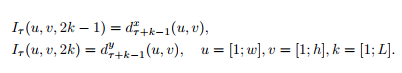 I_τ(u, v, 2k − 1) = d^x_{τ+k−1}(u, v),
I_τ(u, v, 2k) = d^y_{τ+k−1}(u, v), u = [1; w], v = [1; h], k = [1; L].